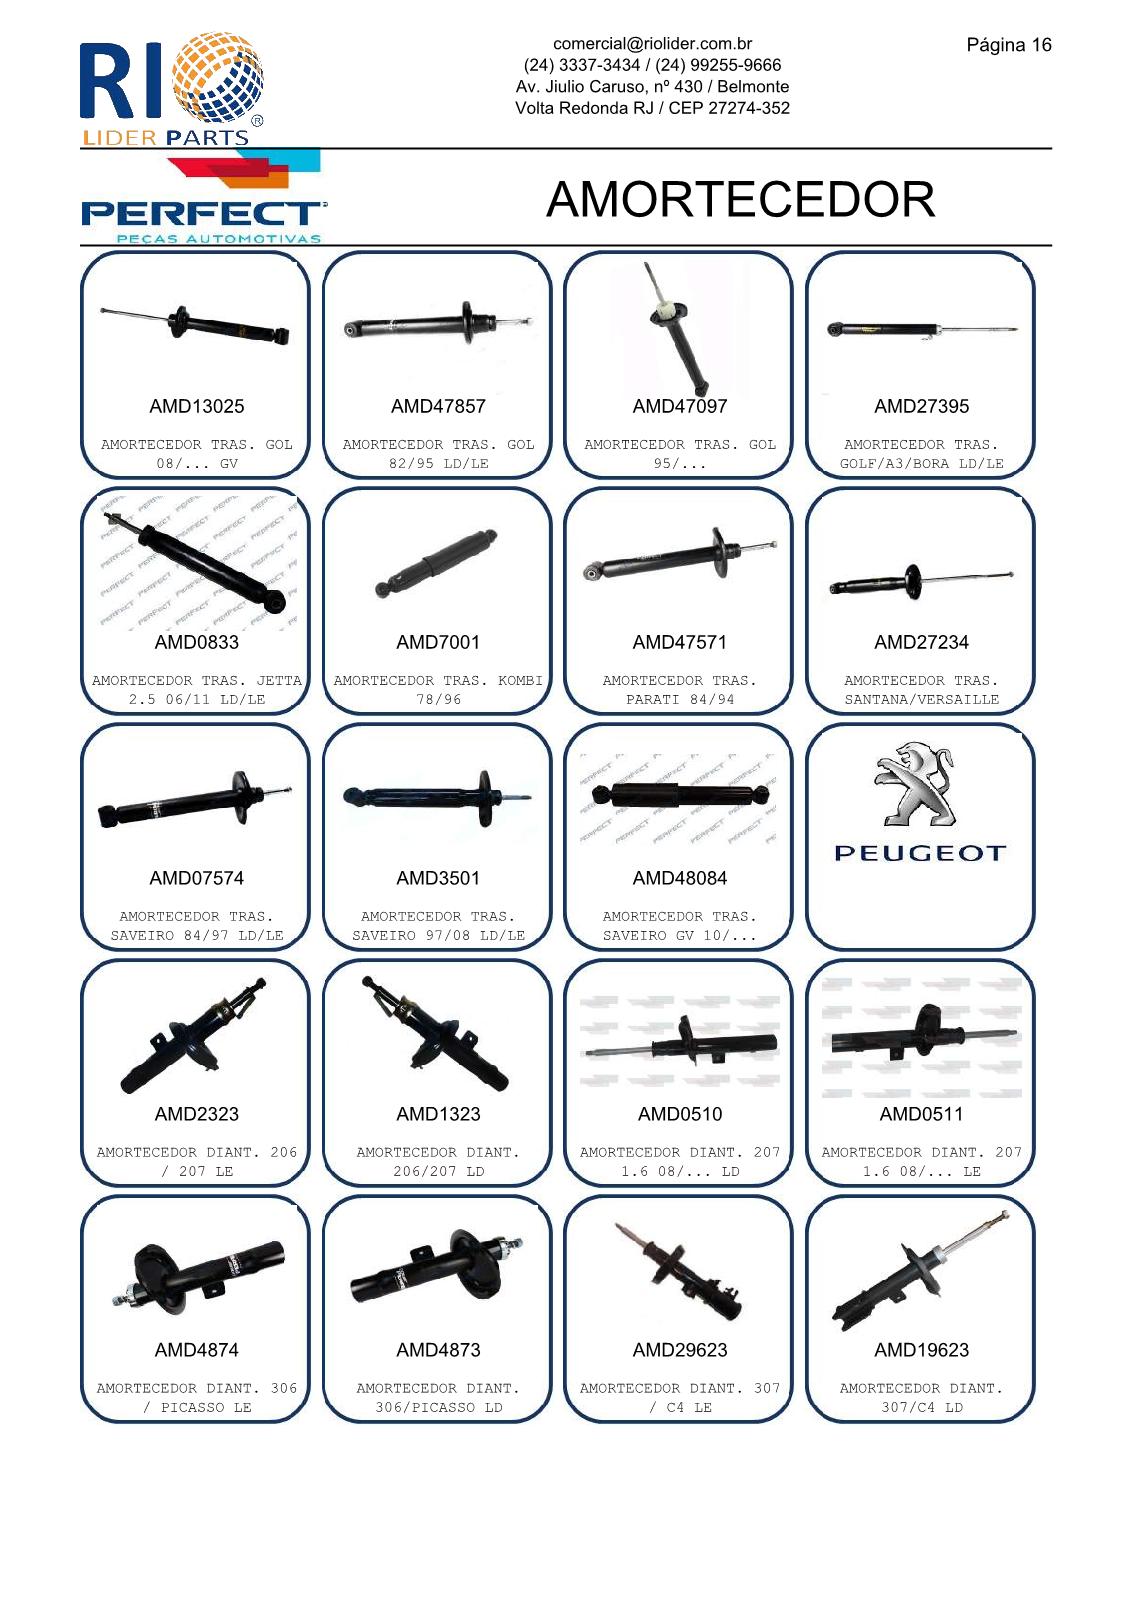 RIO
LIDER PARTS
®
comercial@riolider.com.br
(24) 3337-3434 / (24) 99255-9666
Av. Jiulio Caruso, nº 430 / Belmonte
Volta Redonda RJ / CEP 27274-352
Página 16
PERFECT
PEÇAS AUTOMOTIVAS
AMORTECEDOR
AMD13025
AMORTECEDOR TRAS. GOL
08/... GV
AMD47857
AMORTECEDOR TRAS. GOL
82/95 LD/LE
AMD47097
AMORTECEDOR TRAS. GOL
95/...
AMD27395
AMORTECEDOR TRAS.
GOLF/A3/BORA LD/LE
AMD0833
AMORTECEDOR TRAS. JETTA
2.5 06/11 LD/LE
AMD7001
AMORTECEDOR TRAS. KOMBI
78/96
AMD47571
AMORTECEDOR TRAS.
PARATI 84/94
AMD27234
AMORTECEDOR TRAS.
SANTANA/VERSAILLE
AMD07574
AMORTECEDOR TRAS.
SAVEIRO 84/97 LD/LE
AMD3501
AMORTECEDOR TRAS.
SAVEIRO 97/08 LD/LE
AMD48084
AMORTECEDOR TRAS.
SAVEIRO GV 10/...
PEUGEOT
AMD2323
AMORTECEDOR DIANT. 206
/ 207 LE
AMD1323
AMORTECEDOR DIANT.
206/207 LD
AMD0510
AMORTECEDOR DIANT. 207
1.6 08/... LD
AMD0511
AMORTECEDOR DIANT. 207
1.6 08/... LE
AMD4874
AMORTECEDOR DIANT. 306
/ PICASSO LE
AMD4873
AMORTECEDOR DIANT.
306/PICASSO LD
AMD29623
AMORTECEDOR DIANT. 307
/ C4 LE
AMD19623
AMORTECEDOR DIANT.
307/C4 LD